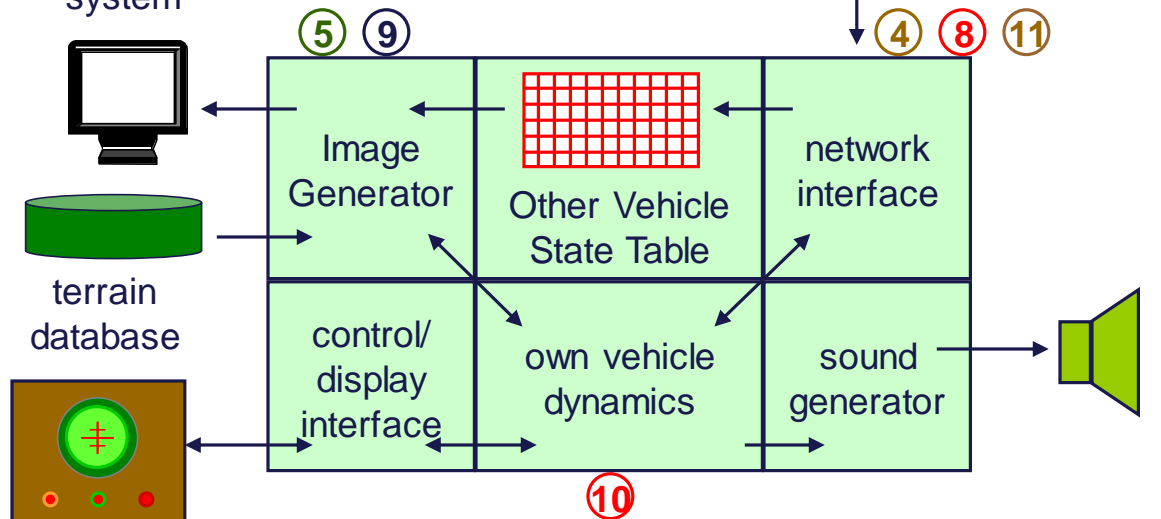 system
5 9
4 8 11
Image
Generator
Other Vehicle
State Table
network
interface
terrain
database
control/
display
interface
own vehicle
dynamics
sound
generator
10